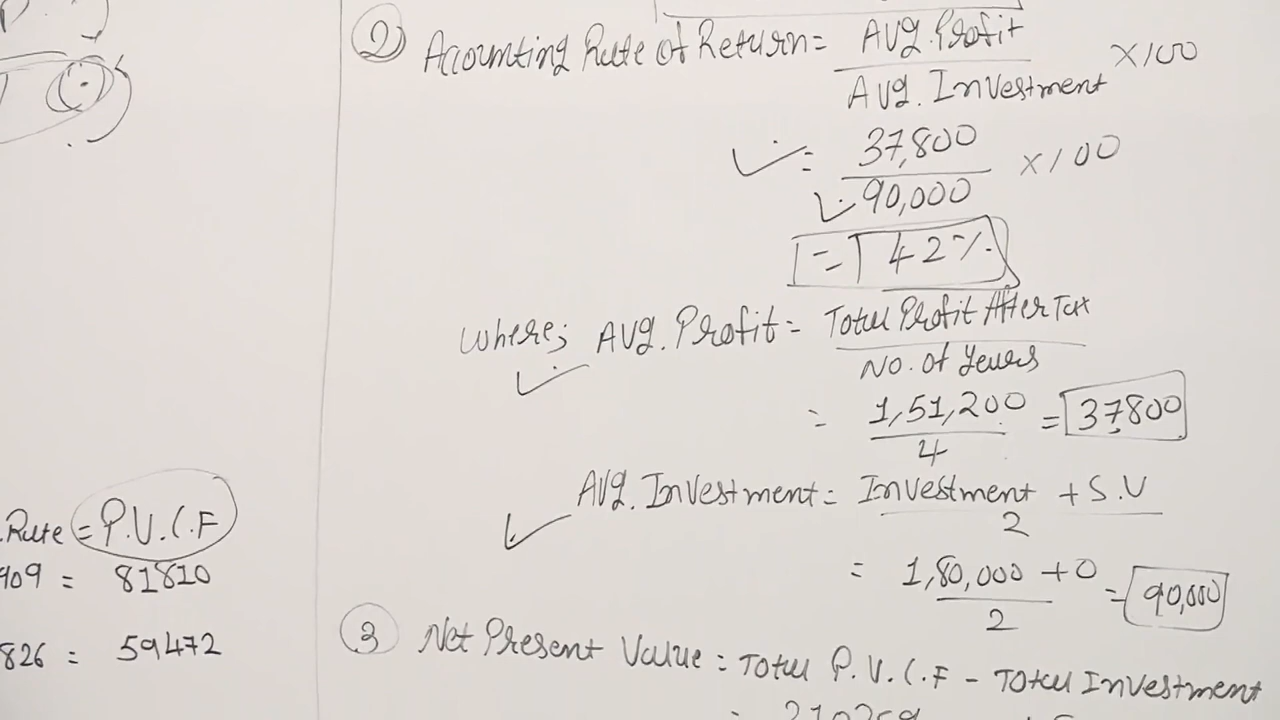 ② Accounting Rate of Return = Avg. Profit / Avg. Investment × 100
= 37,800 / 90,000 × 100
= 42%
Where; Avg. Profit = Total Profit After Tax / No. of Years
= 1,51,200 / 4 = 37800
Avg. Investment = Investment + S.V / 2
= 1,80,000 + 0 / 2 = 90,000
③ Net Present Value = Total P.V.C.F - Total Investment
Rate = P.V.C.F
909 = 81810
826 = 59472